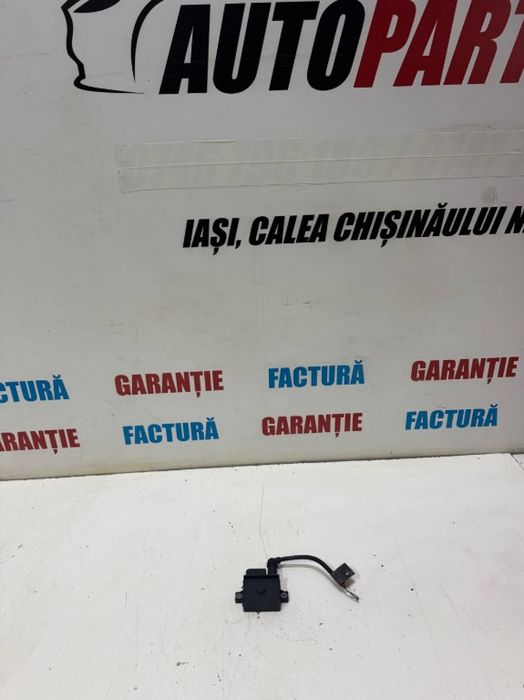 AUTOPART
IAȘI, CALEA CHIȘINĂULUI
GARANȚIE FACTURĂ GARANȚIE
FACTURĂ GARANȚIE FACTURĂ